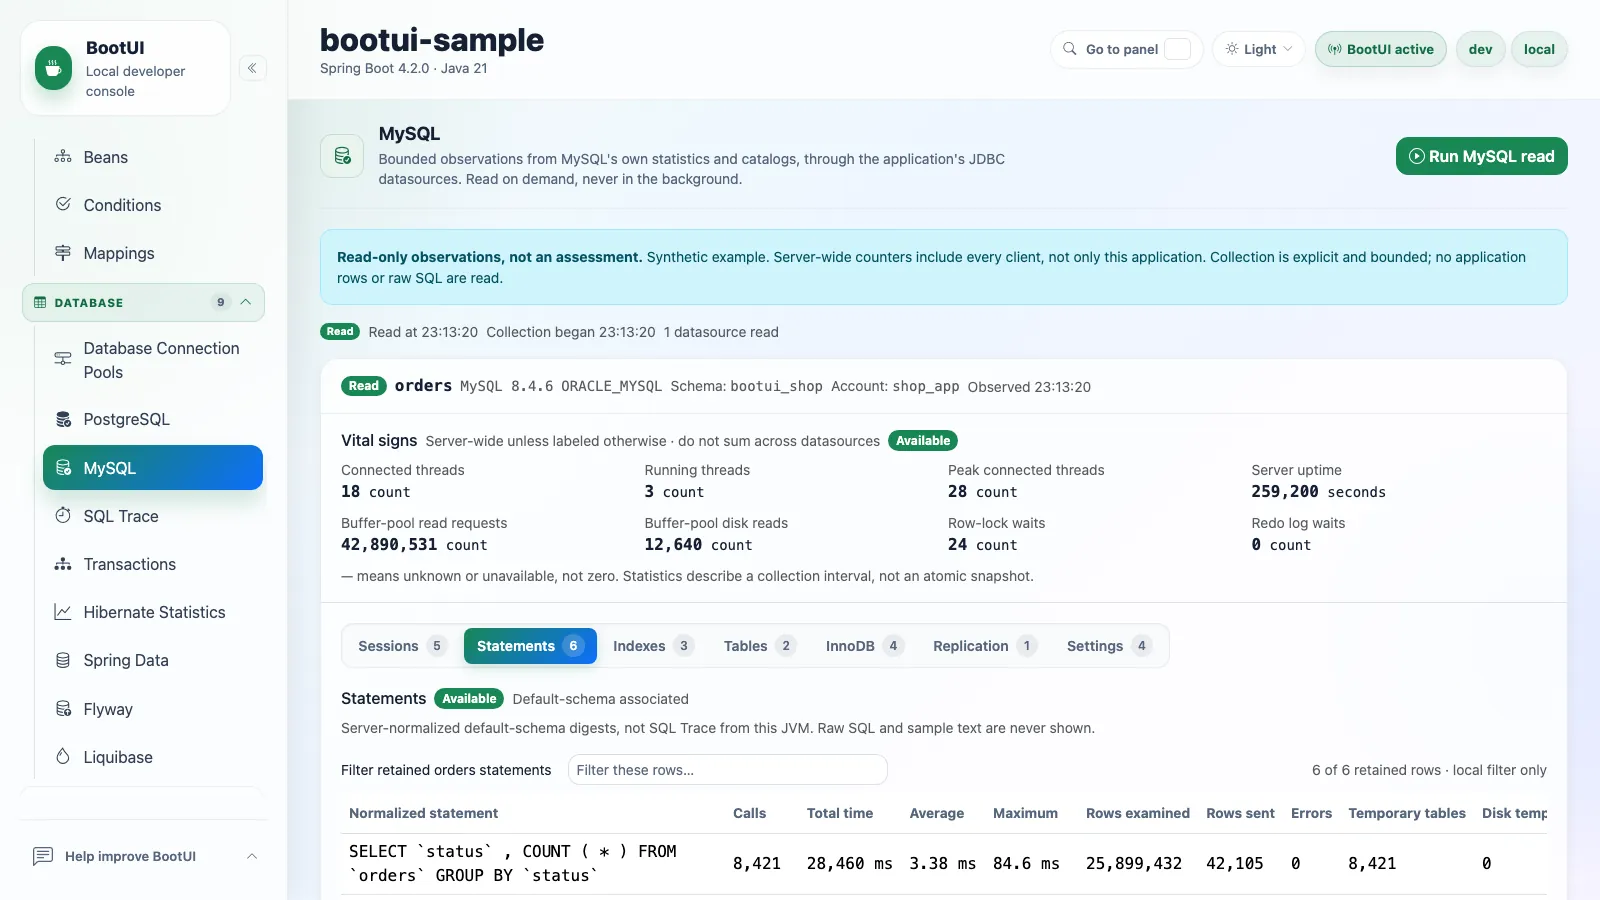 BootUI
Local developer
console
Beans
Conditions
Mappings
DATABASE 9
Database Connection
Pools
PostgreSQL
MySQL
SQL Trace
Transactions
Hibernate Statistics
Spring Data
Flyway
Liquibase
Help improve BootUI
bootui-sample
Spring Boot 4.2.0 · Java 21
Go to panel
Light
BootUI active
dev
local
MySQL
Bounded observations from MySQL's own statistics and catalogs, through the application's JDBC
datasources. Read on demand, never in the background.
Run MySQL read
Read-only observations, not an assessment. Synthetic example. Server-wide counters include every client, not only this application. Collection is explicit and bounded; no application
rows or raw SQL are read.
Read Read at 23:13:20 Collection began 23:13:20 1 datasource read
Read orders MySQL 8.4.6 ORACLE_MYSQL Schema: bootui_shop Account: shop_app Observed 23:13:20
Vital signs Server-wide unless labeled otherwise · do not sum across datasources Available
Connected threads Running threads Peak connected threads Server uptime
18 count 3 count 28 count 259,200 seconds
Buffer-pool read requests Buffer-pool disk reads Row-lock waits Redo log waits
42,890,531 count 12,640 count 24 count 0 count
— means unknown or unavailable, not zero. Statistics describe a collection interval, not an atomic snapshot.
Sessions 5 Statements 6 Indexes 3 Tables 2 InnoDB 4 Replication 1 Settings 4
Statements Available Default-schema associated
Server-normalized default-schema digests, not SQL Trace from this JVM. Raw SQL and sample text are never shown.
Filter retained orders statements Filter these rows... 6 of 6 retained rows · local filter only
Normalized statement Calls Total time Average Maximum Rows examined Rows sent Errors Temporary tables Disk temp
SELECT `status` , COUNT ( * ) FROM
`orders` GROUP BY `status`
8,421 28,460 ms 3.38 ms 84.6 ms 25,899,432 42,105 0 8,421 0